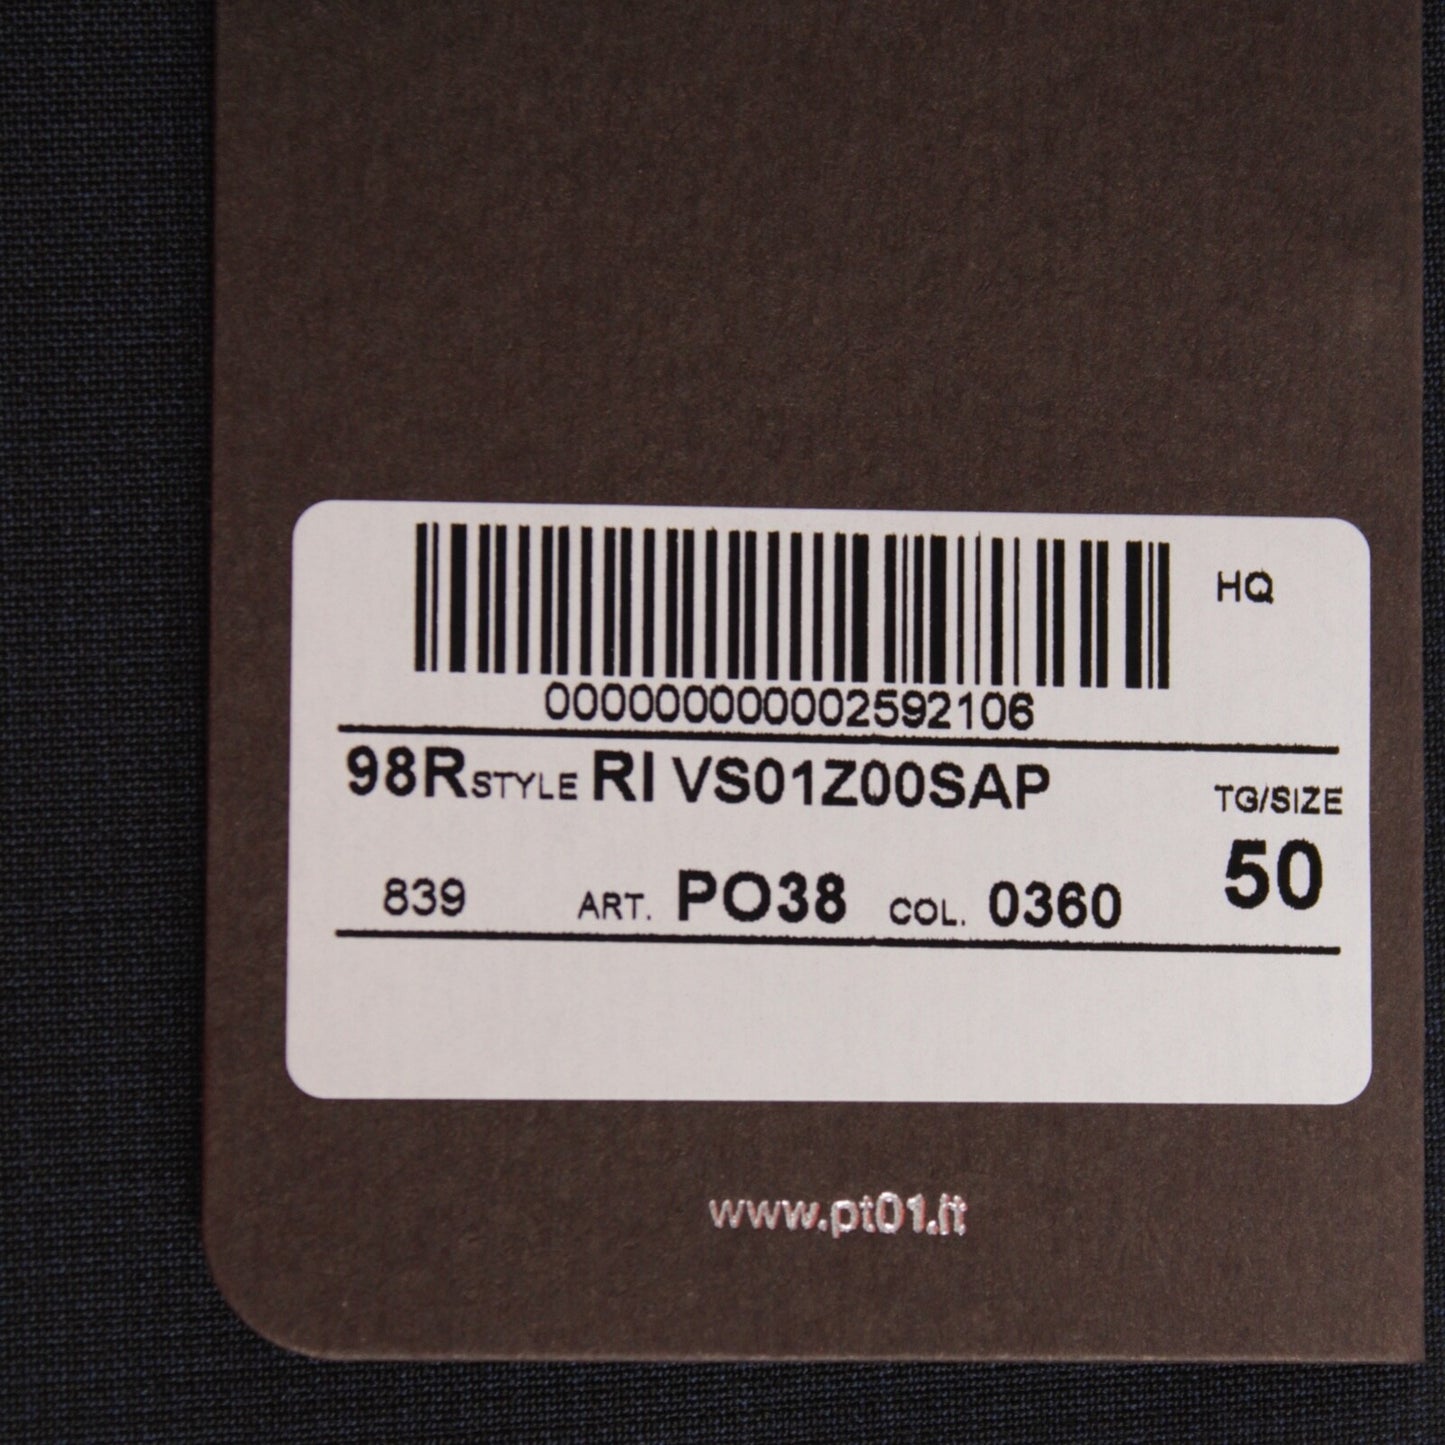 HQ
000000000002592106
98R STYLE RI VS01Z00SAP
TG/SIZE
839 ART. PO38 COL. 0360 50
www.pt01.it